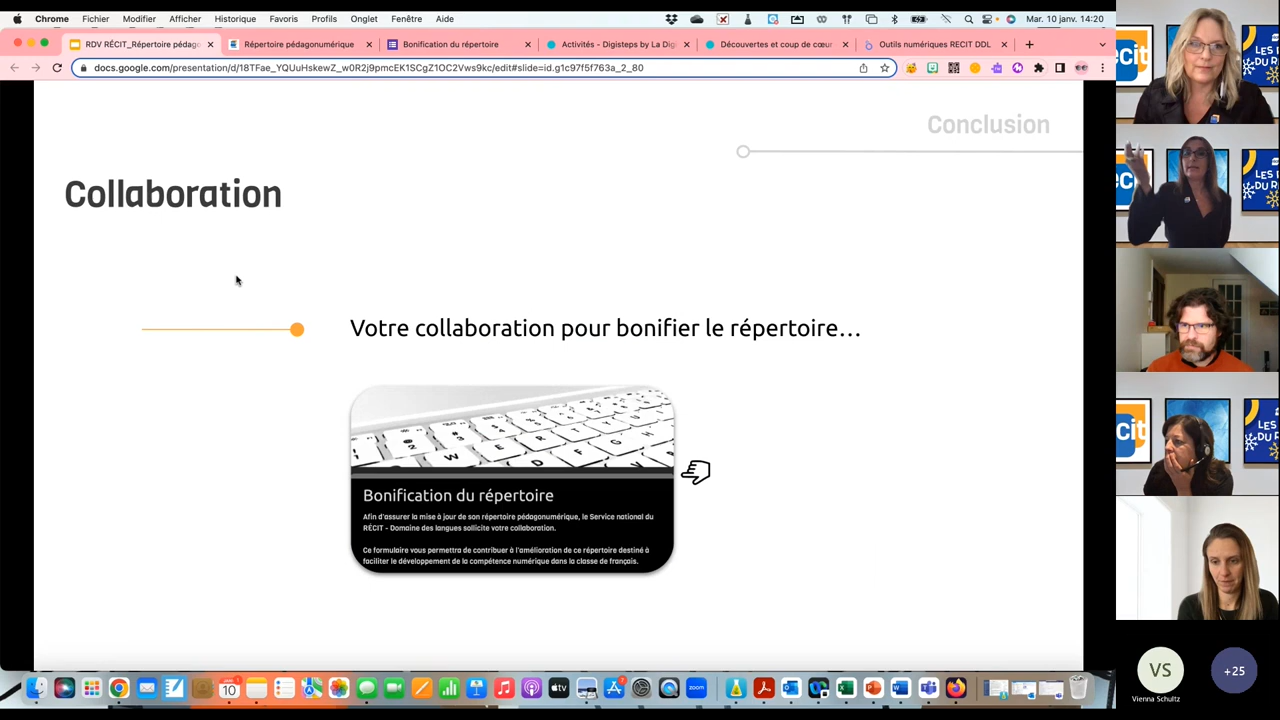 Chrome Fichier Modifier Afficher Historique Favoris Profils Onglet Fenêtre Aide
Mar. 10 janv. 14:20
RDV RÉCIT_Répertoire pédag
Répertoire pédagonumérique
Bonification du répertoire
Activités - Digisteps by La Dig
Découvertes et coup de cœur
Outils numériques RECIT DDL
docs.google.com/presentation/d/18TFae_YQUuHskewZ_w0R2j9pmcEK1SCgZ1OC2Vws9kc/edit#slide=id.g1c97f5f763a_2_80
Conclusion
Collaboration
Votre collaboration pour bonifier le répertoire…
Bonification du répertoire
Afin d'assurer la mise à jour de son répertoire pédagonumérique, le Service national du
RÉCIT - Domaine des langues sollicite votre collaboration.
Ce formulaire vous permettra de contribuer à l'amélioration de ce répertoire destiné à
faciliter le développement de la compétence numérique dans la classe de français.
VS
Vienna Schultz
+25
10
zoom
tv